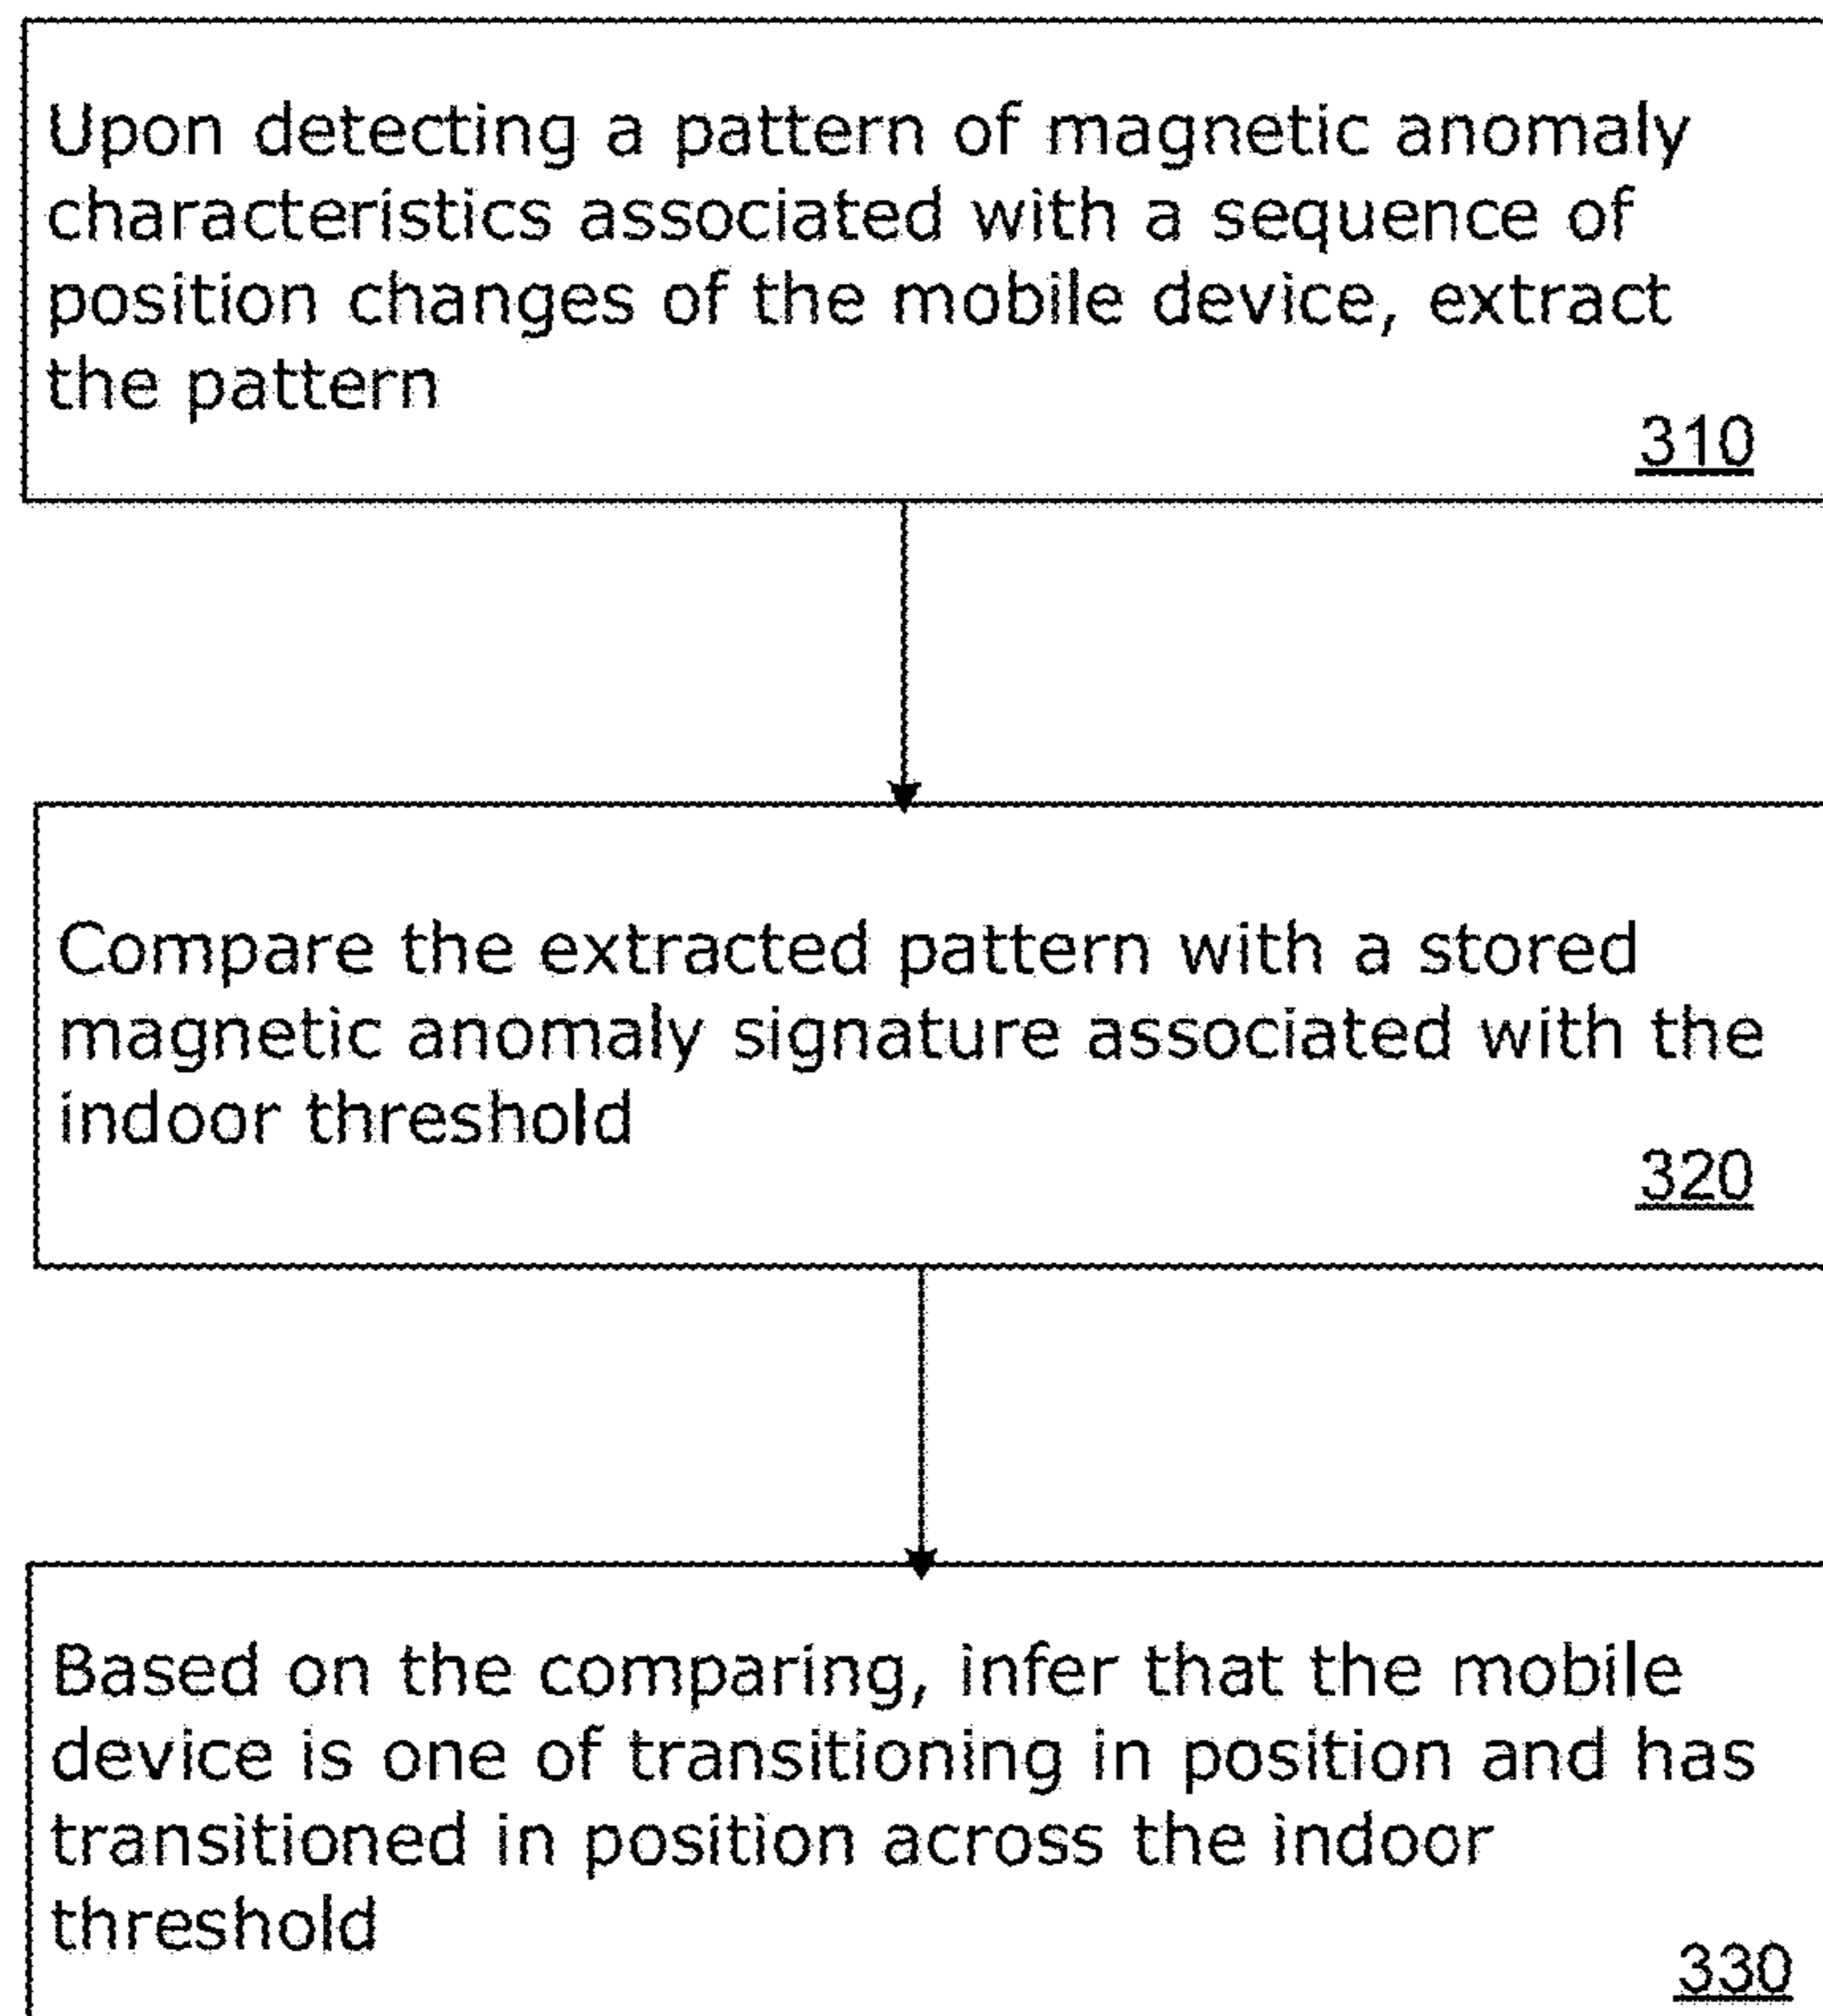 Upon detecting a pattern of magnetic anomaly
characteristics associated with a sequence of
position changes of the mobile device, extract
the pattern
310
Compare the extracted pattern with a stored
magnetic anomaly signature associated with the
indoor threshold
320
Based on the comparing, infer that the mobile
device is one of transitioning in position and has
transitioned in position across the indoor
threshold
330